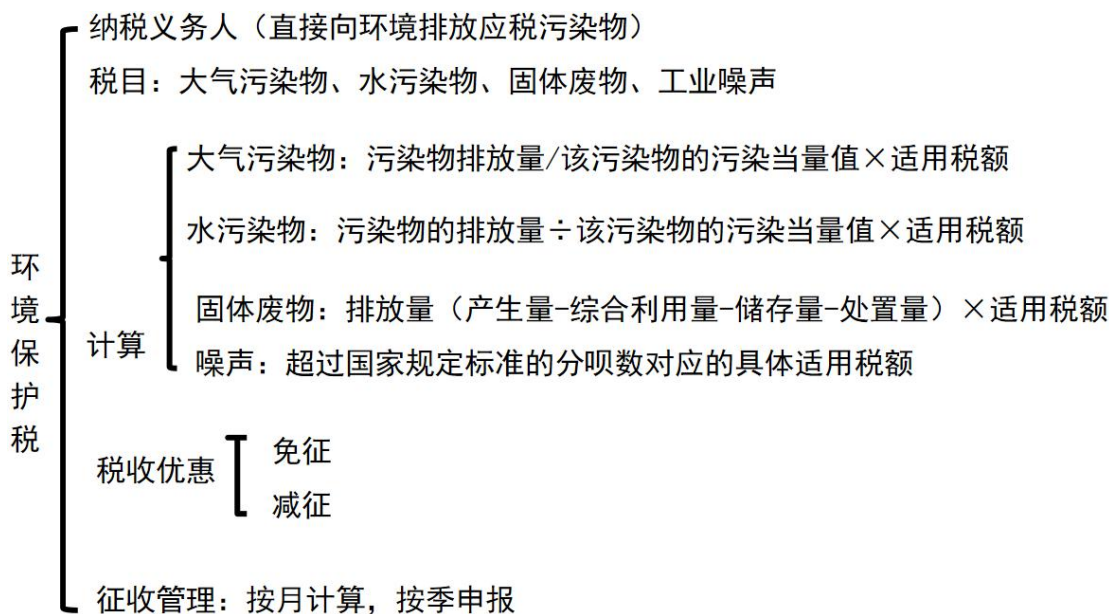 纳税义务人（直接向环境排放应税污染物）
税目：大气污染物、水污染物、固体废物、工业噪声
大气污染物：污染物排放量/该污染物的污染当量值×适用税额
水污染物：污染物的排放量÷该污染物的污染当量值×适用税额
环境保护税
计算
固体废物：排放量（产生量-综合利用量-储存量-处置量）×适用税额
噪声：超过国家规定标准的分呗数对应的具体适用税额
税收优惠
免征
减征
征收管理：按月计算，按季申报